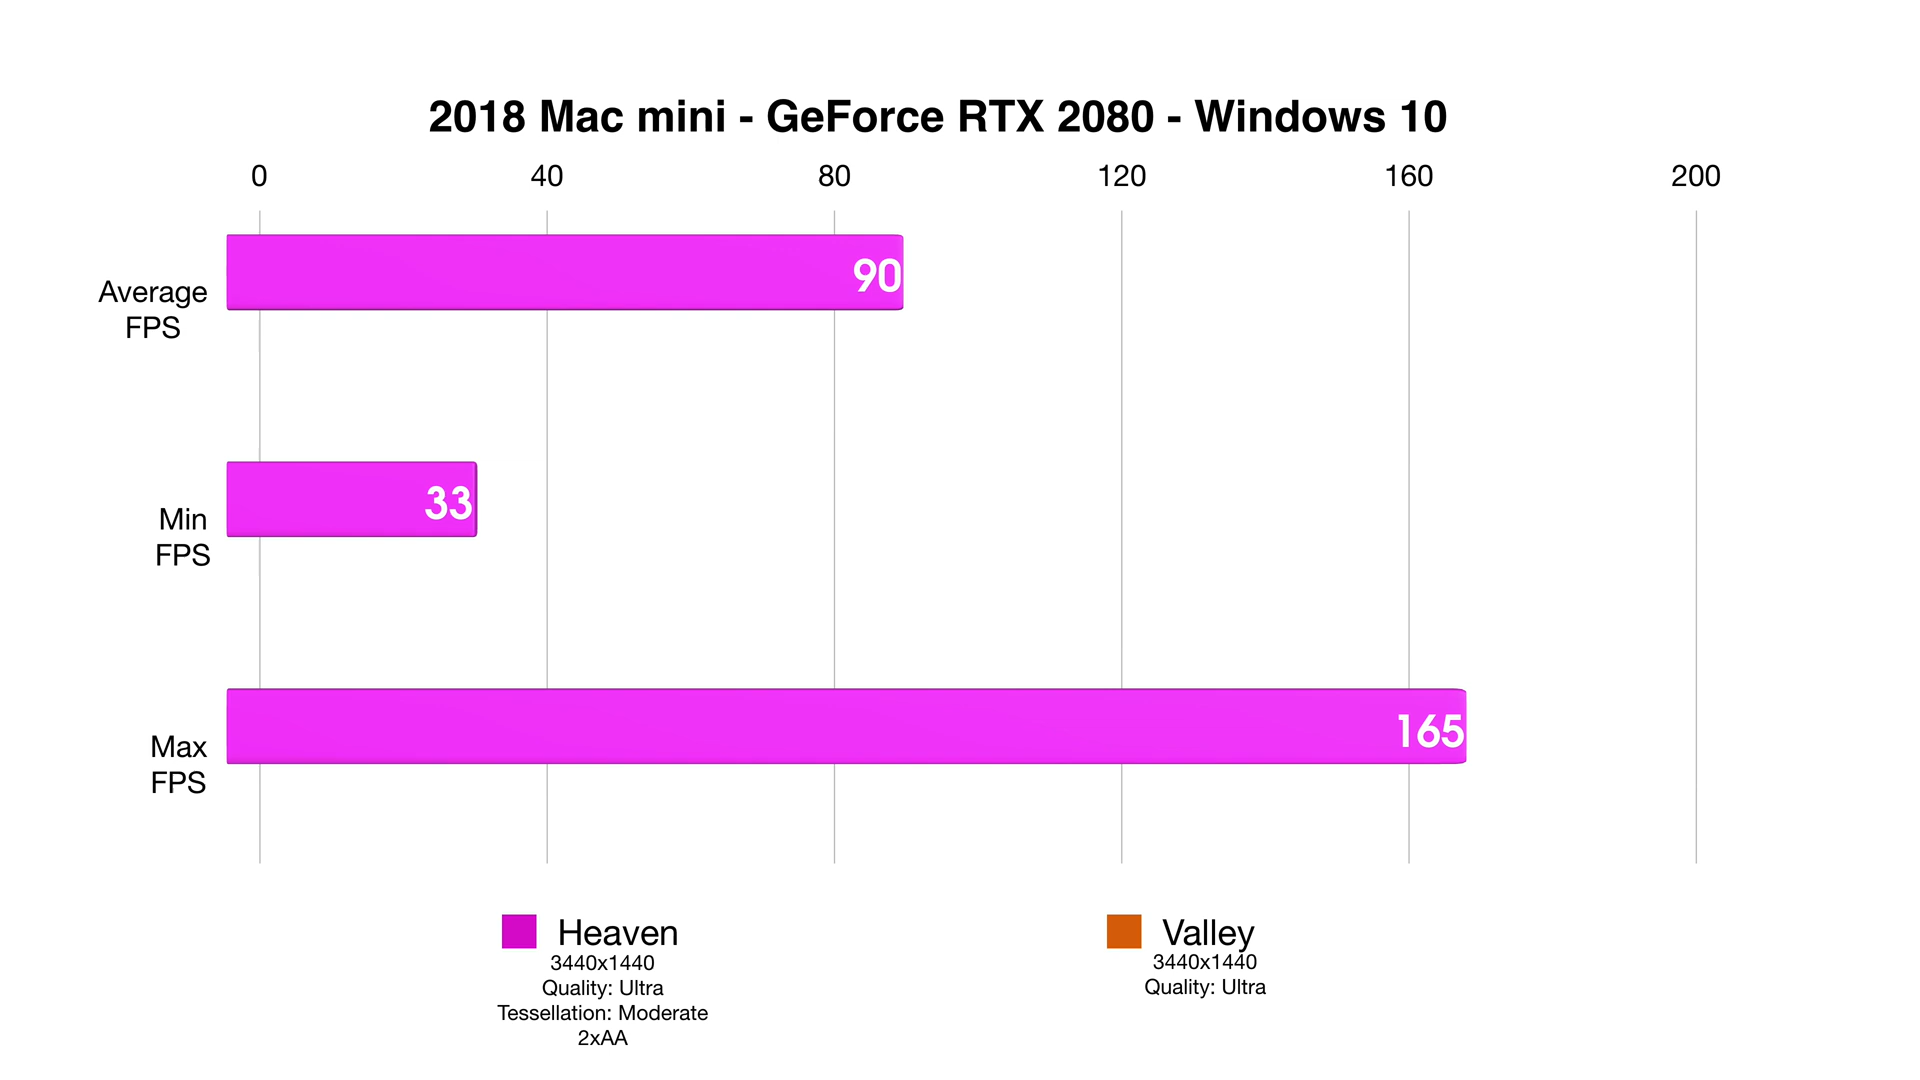 2018 Mac mini - GeForce RTX 2080 - Windows 10
0 40 80 120 160 200
Average
FPS
90
Min
FPS
33
Max
FPS
165
Heaven
3440x1440
Quality: Ultra
Tessellation: Moderate
2xAA
Valley
3440x1440
Quality: Ultra